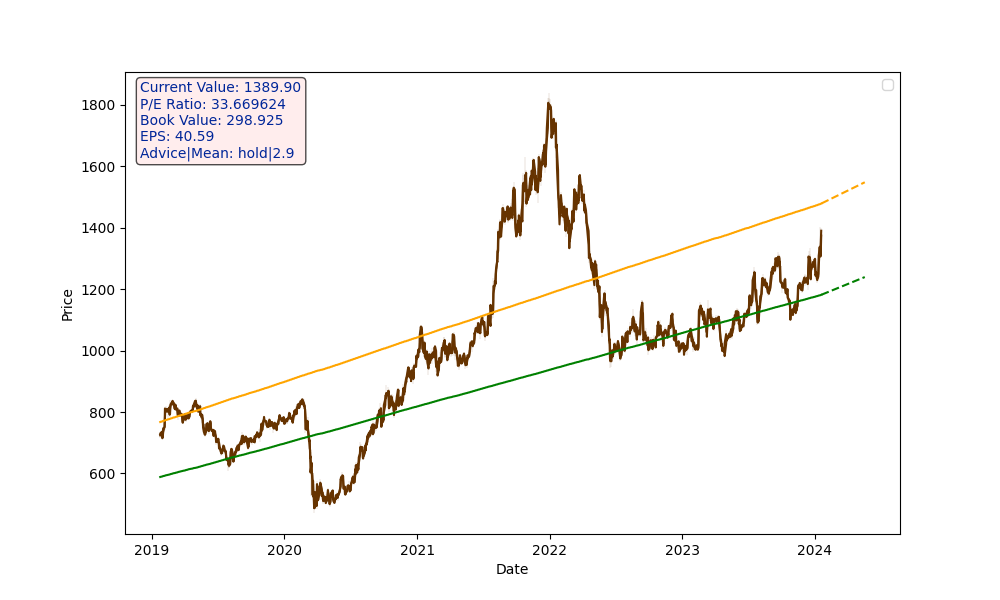 Current Value: 1389.90
P/E Ratio: 33.669624
Book Value: 298.925
EPS: 40.59
Advice|Mean: hold|2.9
1800
1600
1400
1200
1000
800
600
Price
2019 2020 2021 2022 2023 2024
Date